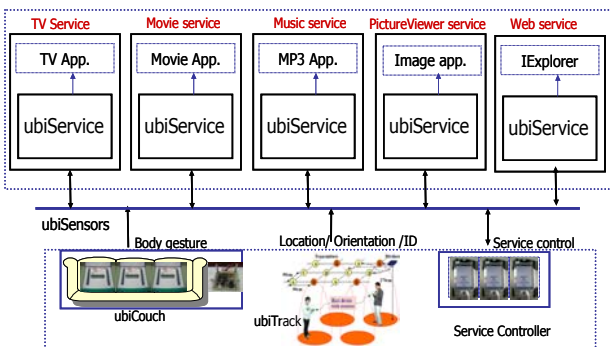 TV Service
Movie service
Music service
PictureViewer service
Web service
TV App.
Movie App.
MP3 App.
Image app.
IExplorer
ubiService
ubiService
ubiService
ubiService
ubiService
ubiSensors
Body gesture
Location/ Orientation /ID
Service control
ubiCouch
ubiTrack
Service Controller